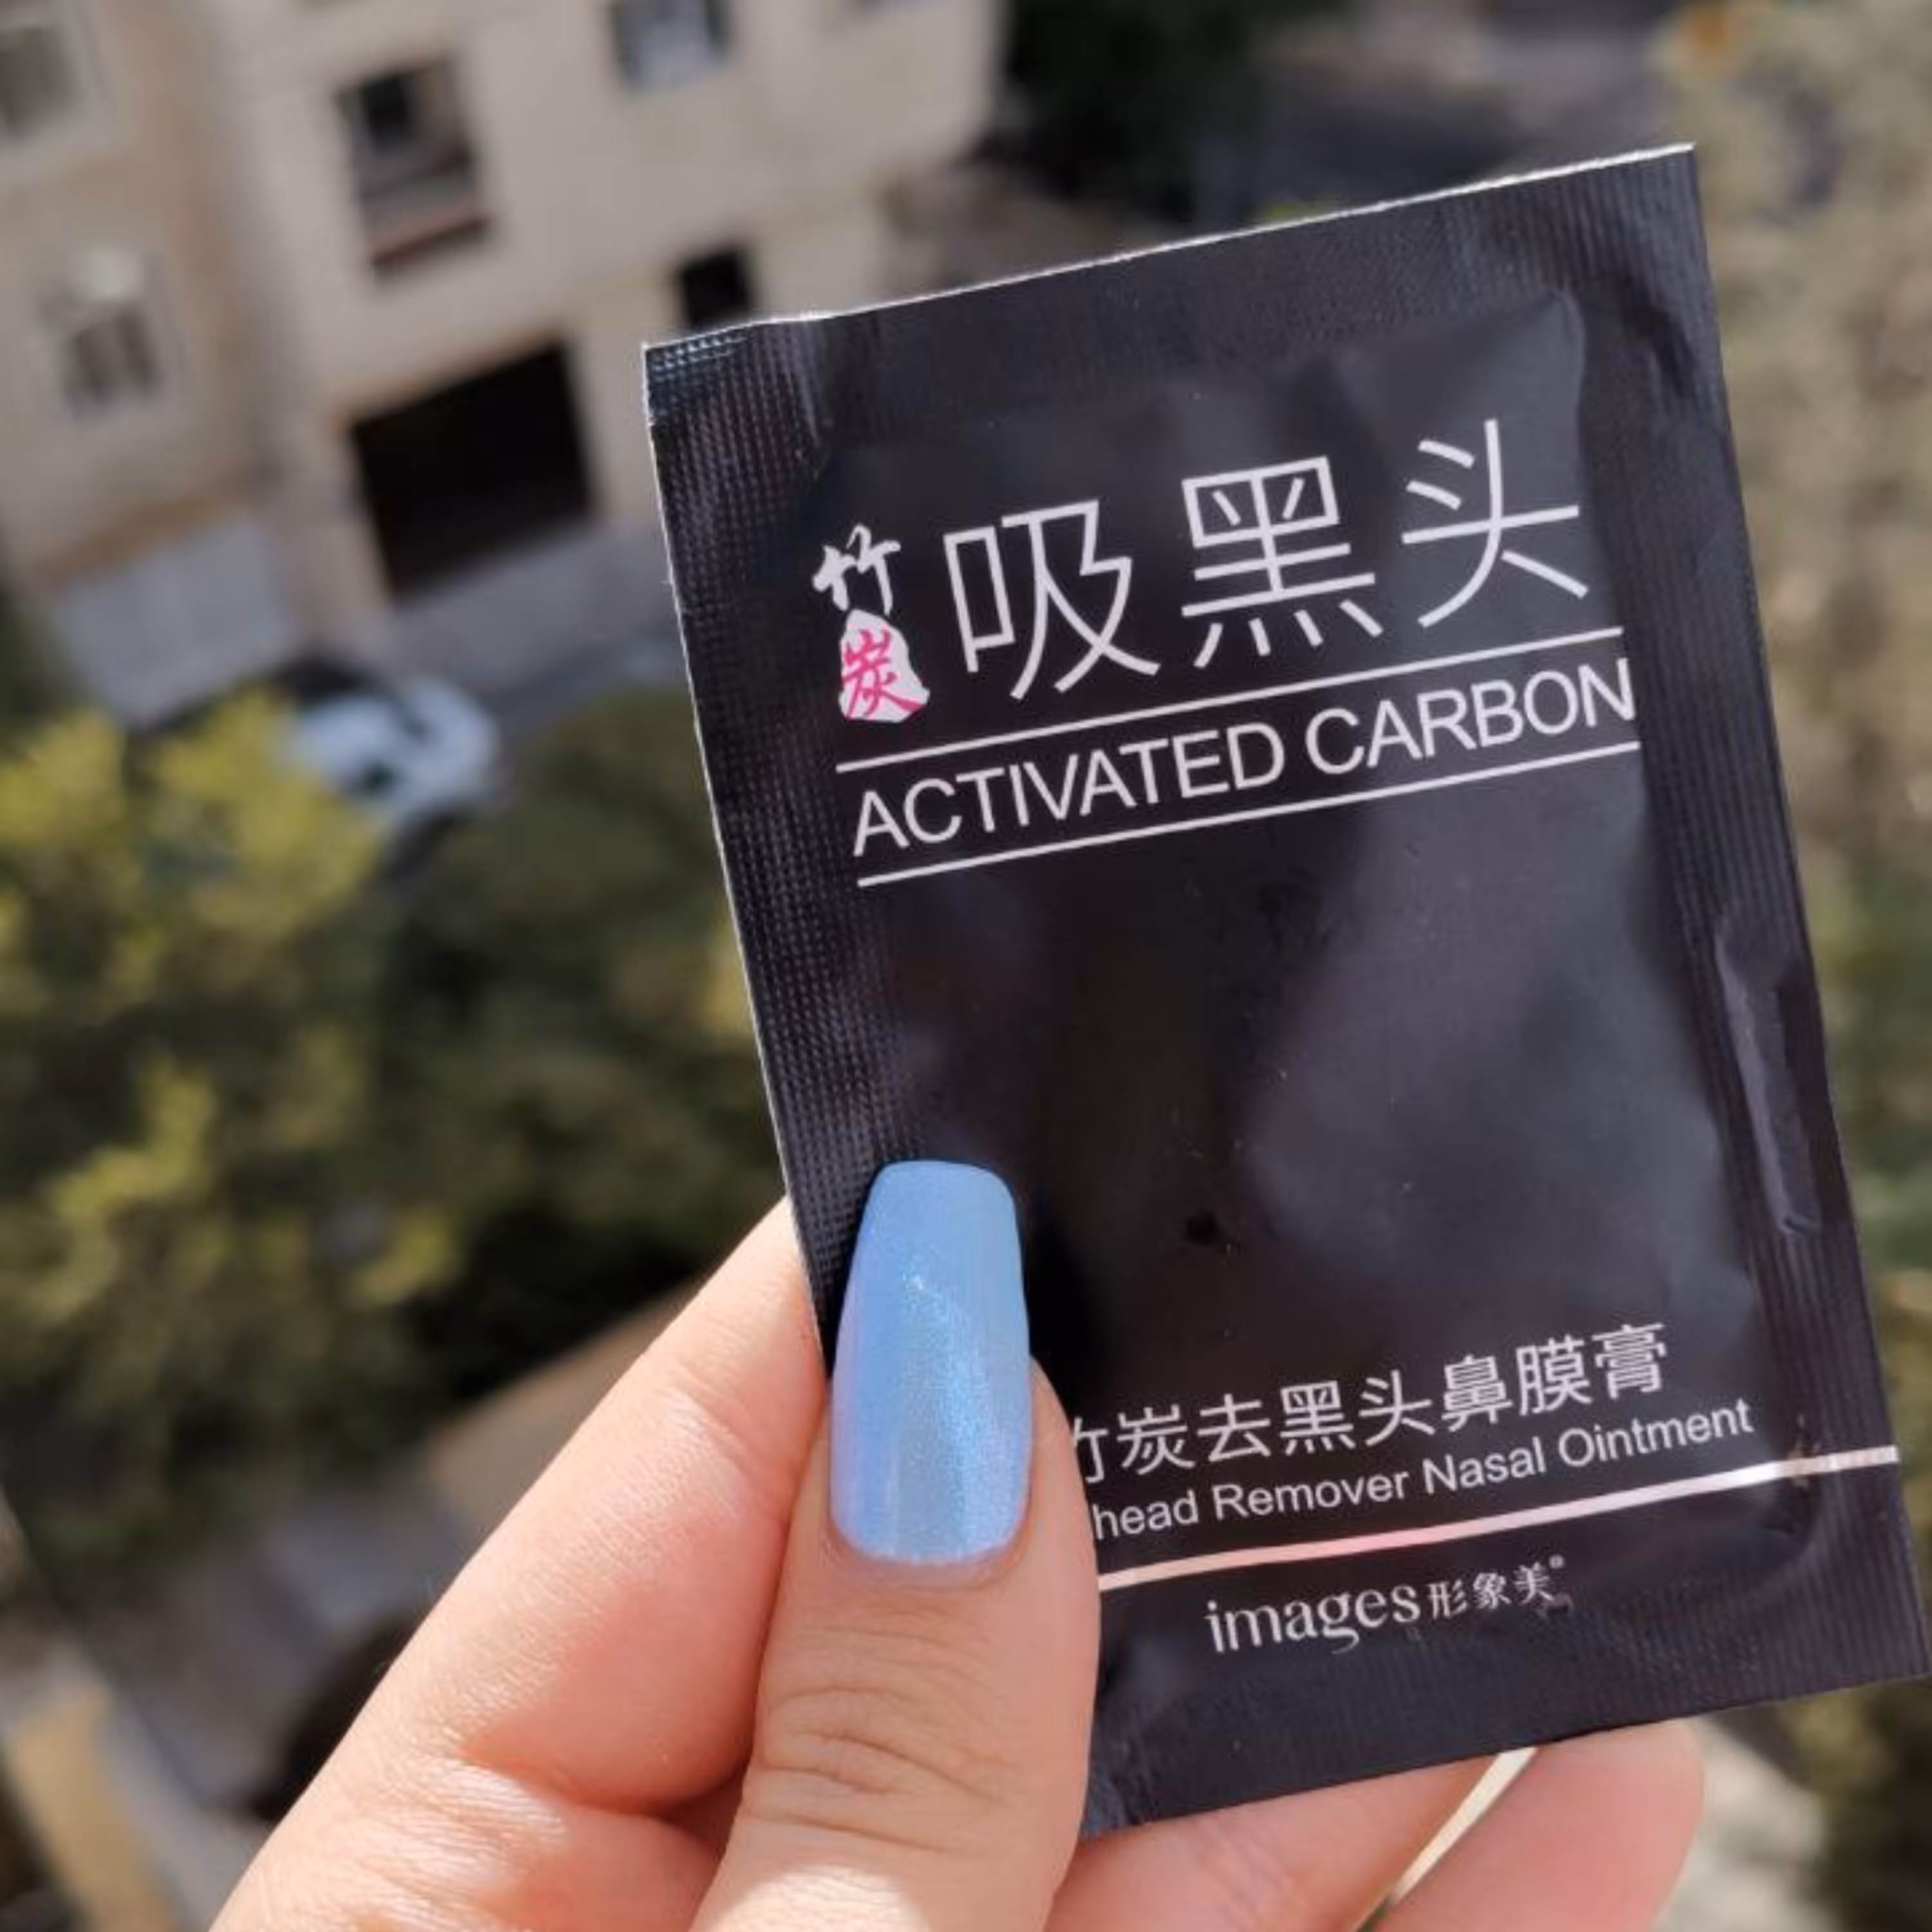 竹炭 吸黑头
ACTIVATED CARBON
竹炭去黑头鼻膜膏
head Remover Nasal Ointment
images形象美®